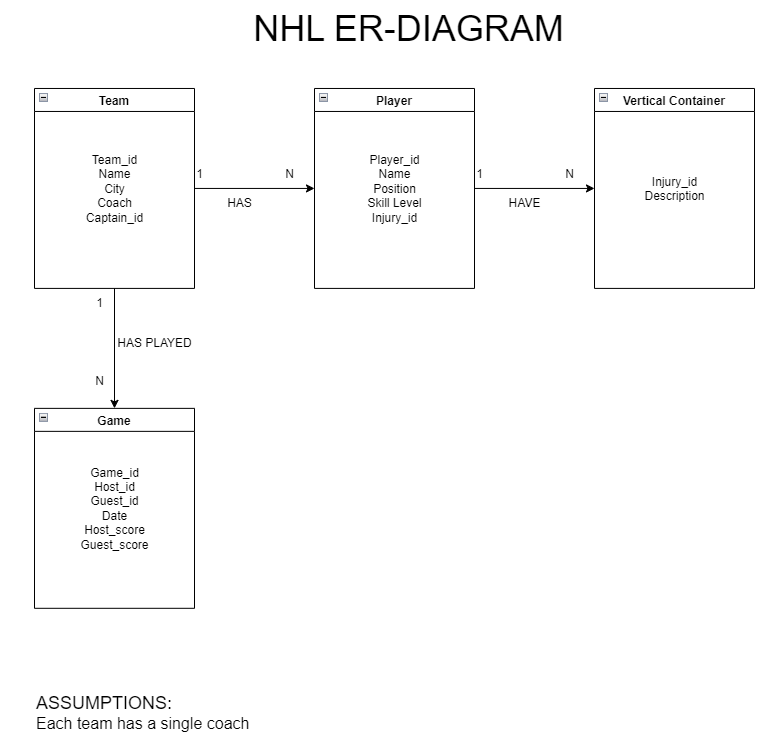 NHL ER-DIAGRAM
Team
Team_id
Name
City
Coach
Captain_id
1
N
HAS
Player
Player_id
Name
Position
Skill Level
Injury_id
1
N
HAVE
Vertical Container
Injury_id
Description
1
HAS PLAYED
N
Game
Game_id
Host_id
Guest_id
Date
Host_score
Guest_score
ASSUMPTIONS:
Each team has a single coach